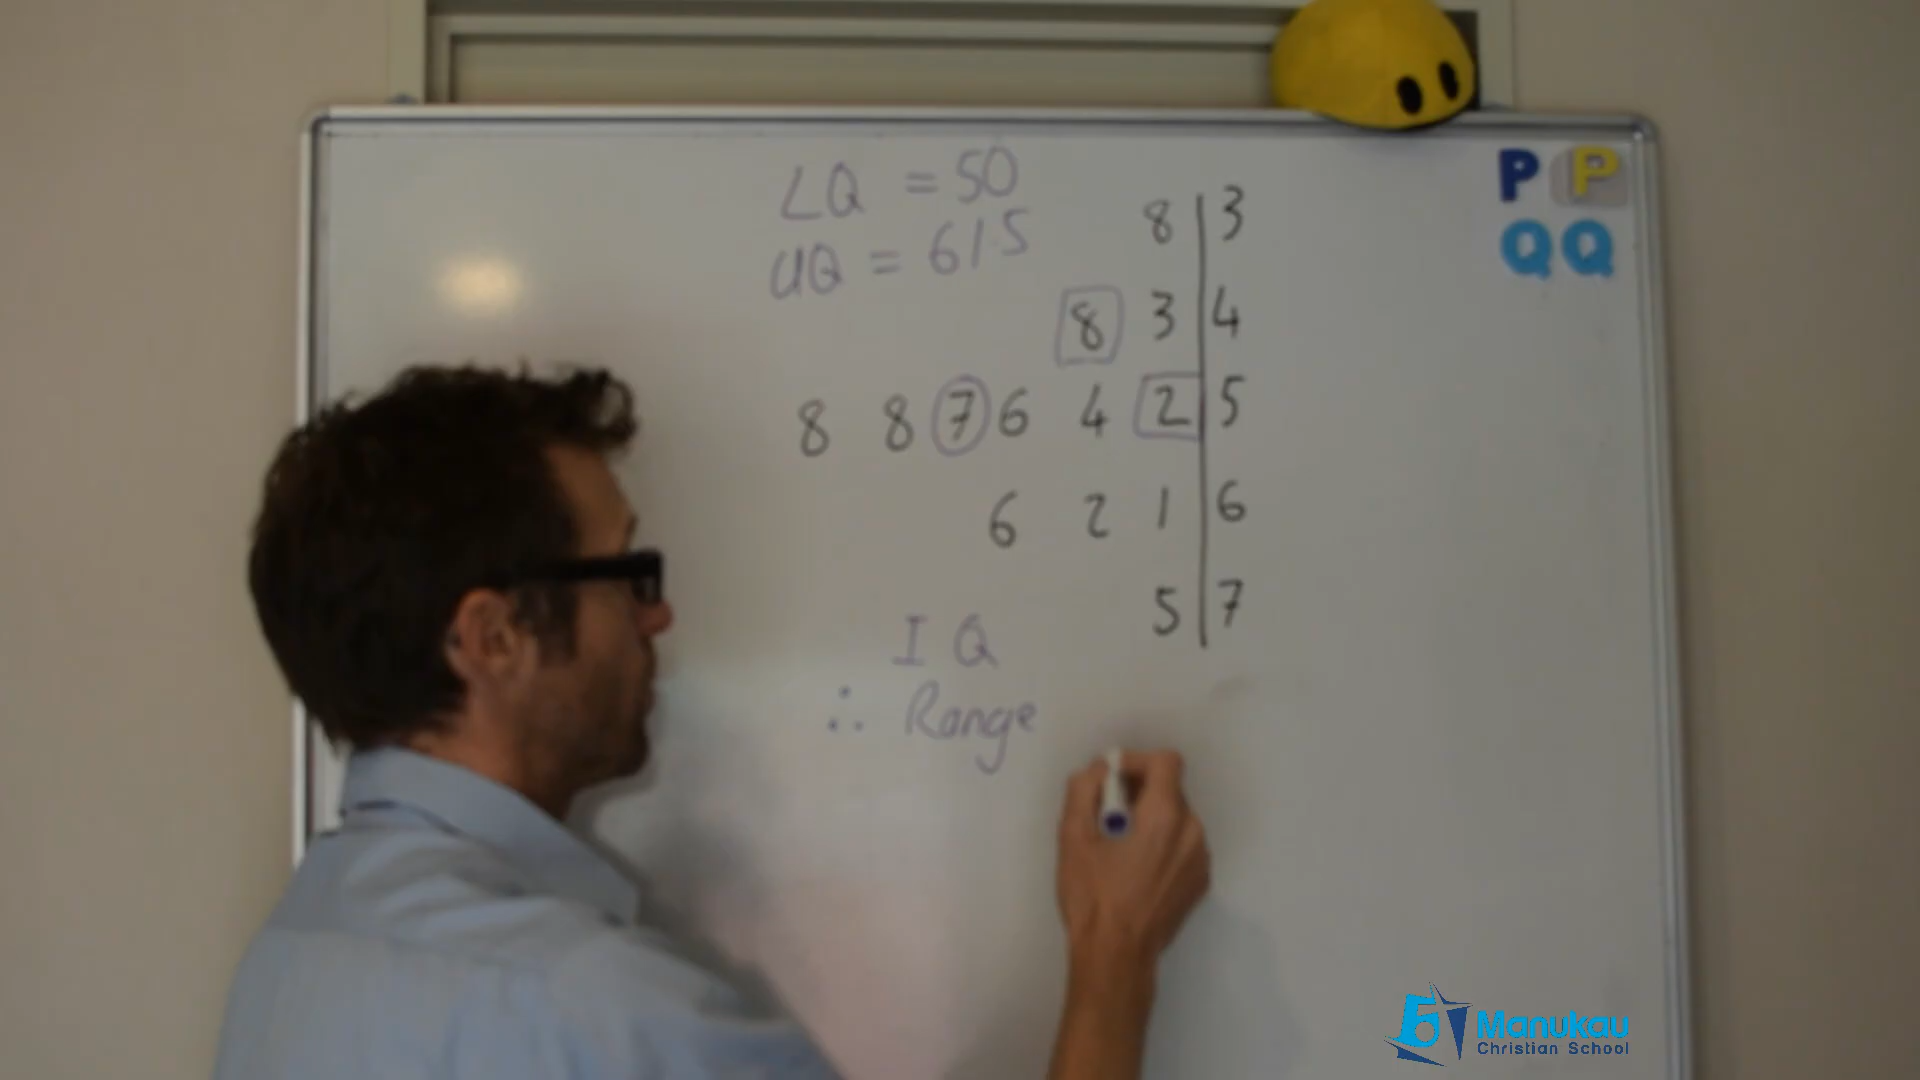 LQ = 50
UQ = 61.5
8 | 3
8 3 | 4
8 8 7 6 4 2 | 5
6 2 1 | 6
5 | 7
I Q
∴ Range
P P
Q Q
Manukau
Christian School